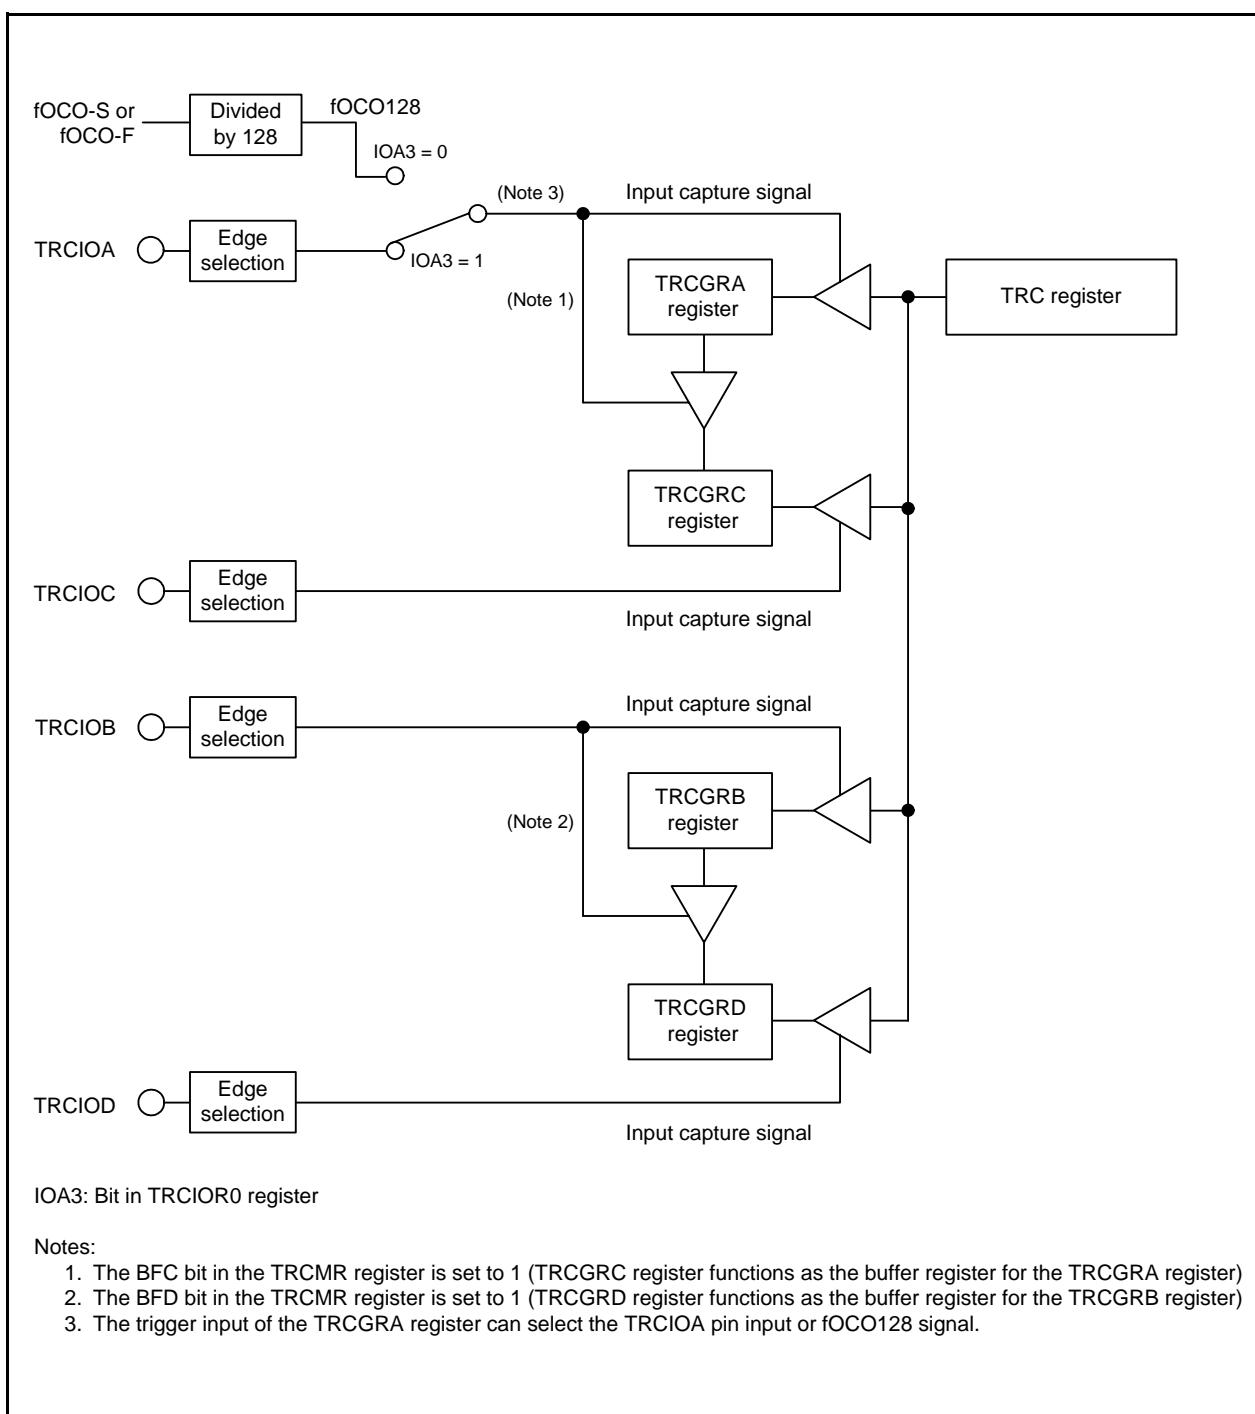 fOCO-S or
fOCO-F
Divided
by 128
fOCO128
IOA3 = 0
(Note 3)
Input capture signal
TRCIOA
Edge
selection
IOA3 = 1
(Note 1)
TRCGRA
register
TRC register
TRCGRC
register
TRCIOC
Edge
selection
Input capture signal
TRCIOB
Edge
selection
Input capture signal
TRCGRB
register
(Note 2)
TRCGRD
register
TRCIOD
Edge
selection
Input capture signal
IOA3: Bit in TRCIOR0 register
Notes:
1. The BFC bit in the TRCMR register is set to 1 (TRCGRC register functions as the buffer register for the TRCGRA register)
2. The BFD bit in the TRCMR register is set to 1 (TRCGRD register functions as the buffer register for the TRCGRB register)
3. The trigger input of the TRCGRA register can select the TRCIOA pin input or fOCO128 signal.